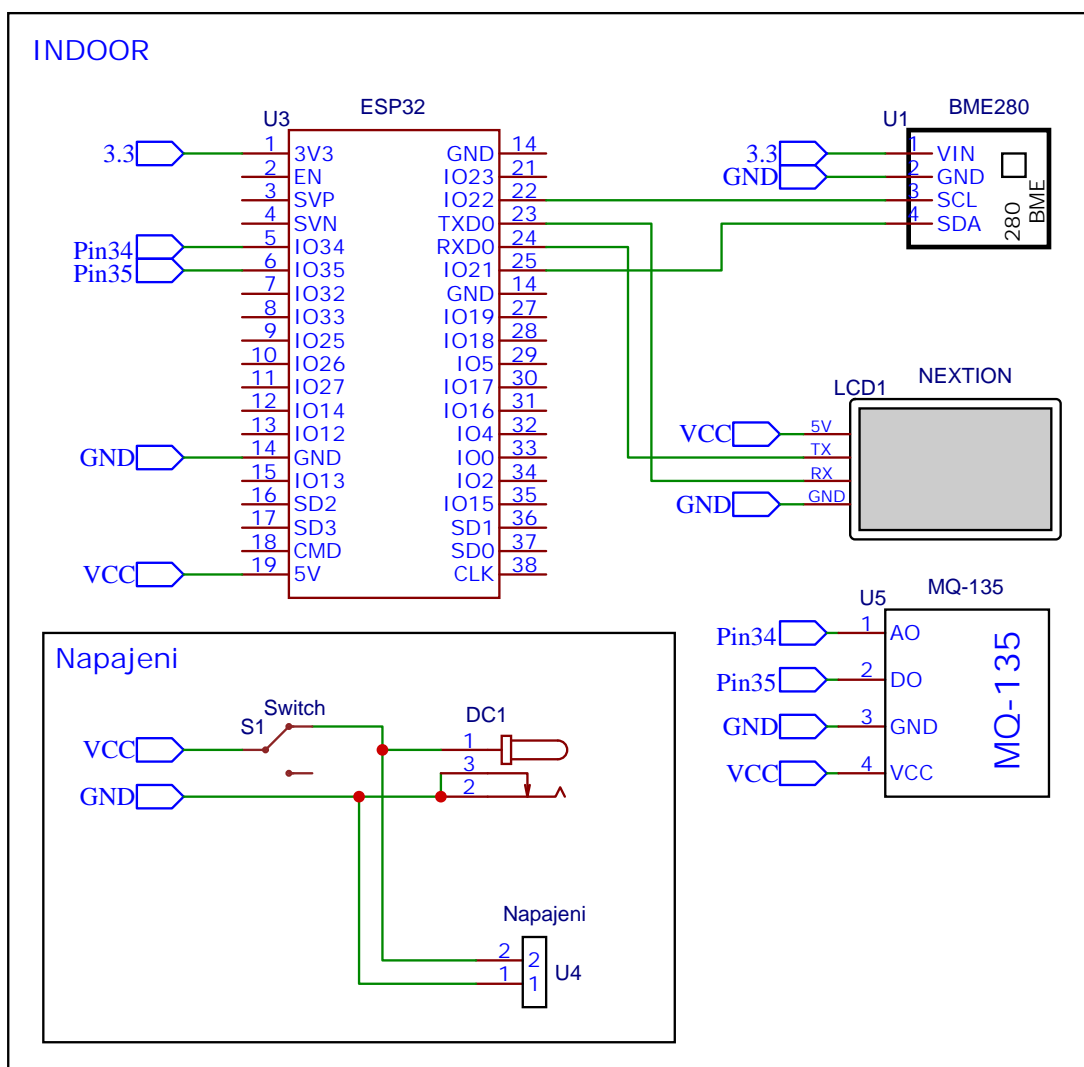 INDOOR
ESP32
U3
3.3
1 3V3
2 EN
3 SVP
4 SVN
Pin34
5 IO34
Pin35
6 IO35
7 IO32
8 IO33
9 IO25
10 IO26
11 IO27
12 IO14
13 IO12
GND
14 GND
15 IO13
16 SD2
17 SD3
18 CMD
VCC
19 5V
GND 14
IO23 21
IO22 22
TXD0 23
RXD0 24
IO21 25
GND 14
IO19 27
IO18 28
IO5 29
IO17 30
IO16 31
IO4 32
IO0 33
IO2 34
IO15 35
SD1 36
SD0 37
CLK 38
BME280
U1
3.3
1 VIN
GND
2 GND
3 SCL
4 SDA
280
BME
NEXTION
LCD1
VCC
5V
TX
RX
GND
GND
MQ-135
U5
Pin34
1 AO
Pin35
2 DO
GND
3 GND
VCC
4 VCC
MQ-135
Napajeni
Switch
S1
VCC
GND
DC1
1
3
2
Napajeni
2 2
1 1
U4